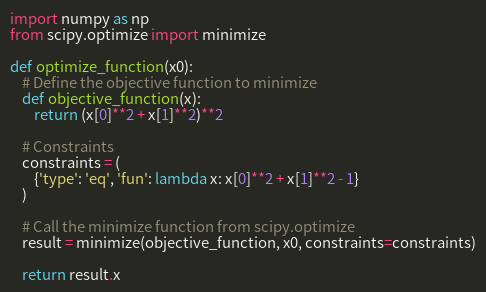 import numpy as np
from scipy.optimize import minimize

def optimize_function(x0):
    # Define the objective function to minimize
    def objective_function(x):
        return (x[0]**2 + x[1]**2)**2

    # Constraints
    constraints = (
        {'type': 'eq', 'fun': lambda x: x[0]**2 + x[1]**2 - 1}
    )

    # Call the minimize function from scipy.optimize
    result = minimize(objective_function, x0, constraints=constraints)

    return result.x